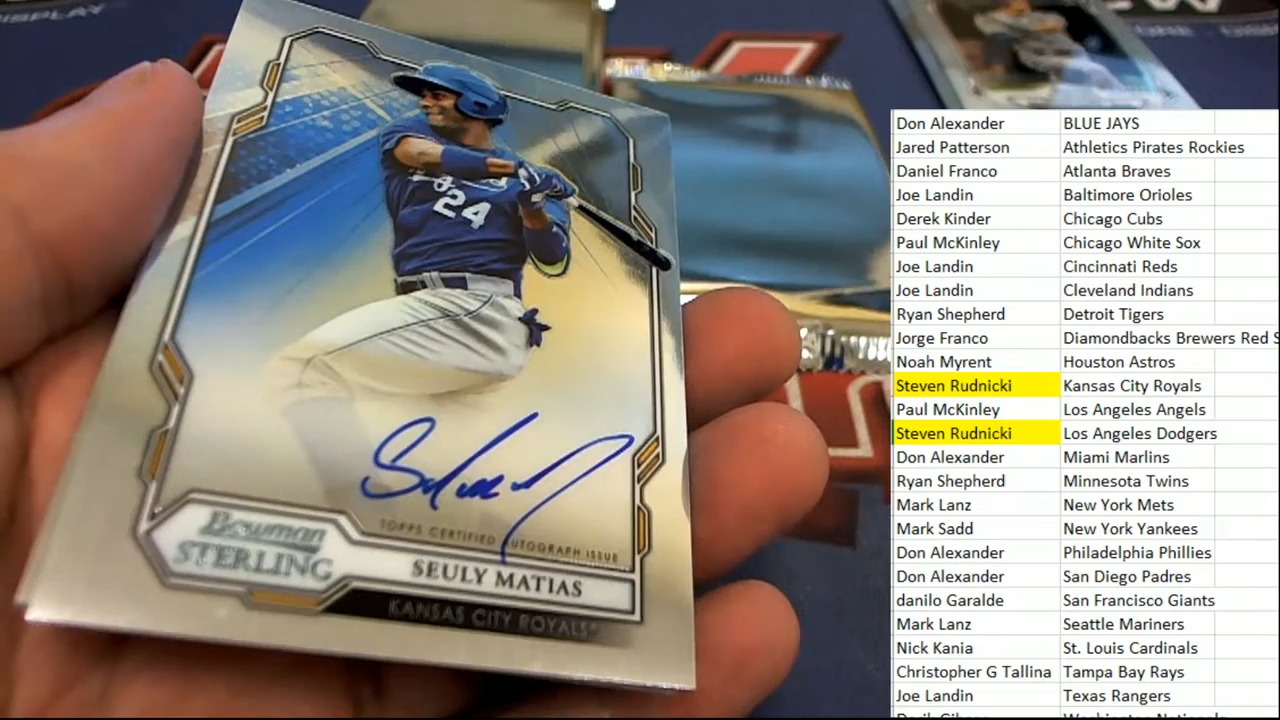 DISPLAY
24
Bowman
STERLING
TOPPS CERTIFIED AUTOGRAPH ISSUE
SEULY MATIAS
KANSAS CITY ROYALS
Don Alexander BLUE JAYS
Jared Patterson Athletics Pirates Rockies
Daniel Franco Atlanta Braves
Joe Landin Baltimore Orioles
Derek Kinder Chicago Cubs
Paul McKinley Chicago White Sox
Joe Landin Cincinnati Reds
Joe Landin Cleveland Indians
Ryan Shepherd Detroit Tigers
Jorge Franco Diamondbacks Brewers Red S
Noah Myrent Houston Astros
Steven Rudnicki Kansas City Royals
Paul McKinley Los Angeles Angels
Steven Rudnicki Los Angeles Dodgers
Don Alexander Miami Marlins
Ryan Shepherd Minnesota Twins
Mark Lanz New York Mets
Mark Sadd New York Yankees
Don Alexander Philadelphia Phillies
Don Alexander San Diego Padres
danilo Garalde San Francisco Giants
Mark Lanz Seattle Mariners
Nick Kania St. Louis Cardinals
Christopher G Tallina Tampa Bay Rays
Joe Landin Texas Rangers